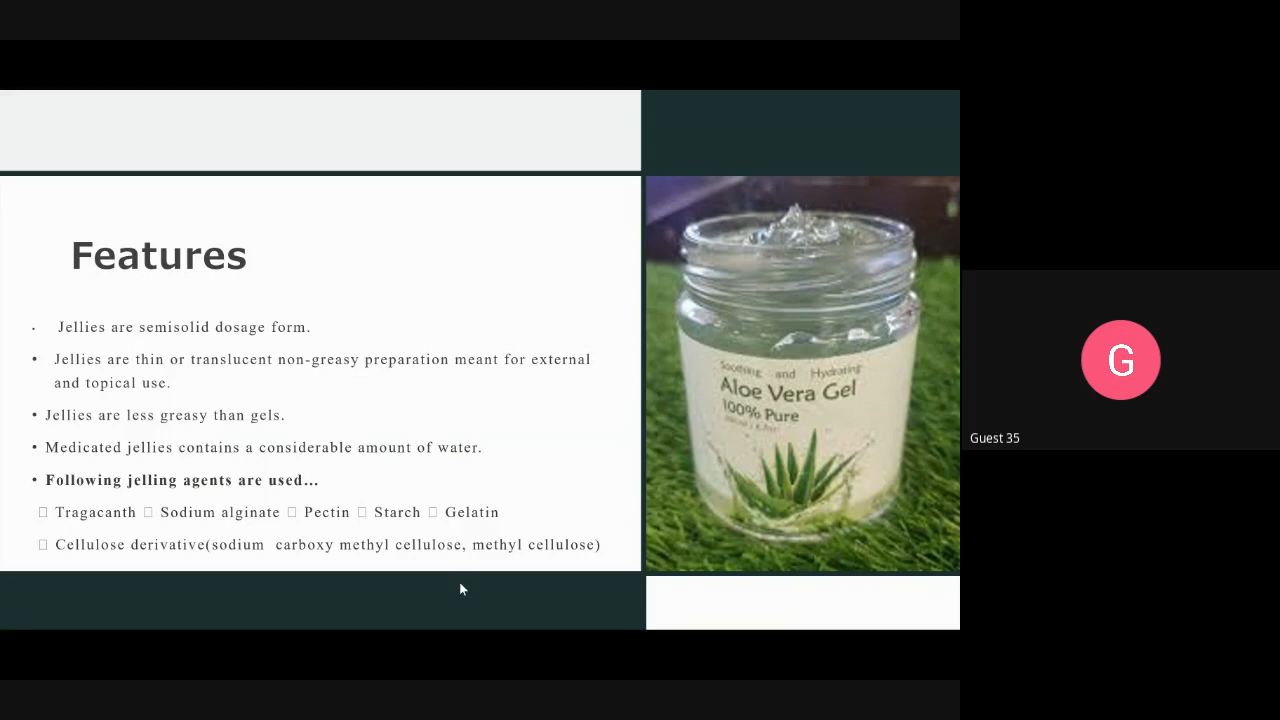 Features
• Jellies are semisolid dosage form.
• Jellies are thin or translucent non-greasy preparation meant for external
and topical use.
• Jellies are less greasy than gels.
• Medicated jellies contains a considerable amount of water.
• Following jelling agents are used...
□ Tragacanth □ Sodium alginate □ Pectin □ Starch □ Gelatin
□ Cellulose derivative(sodium carboxy methyl cellulose, methyl cellulose)
Soothing and Hydrating
Aloe Vera Gel
100% Pure
G
Guest 35